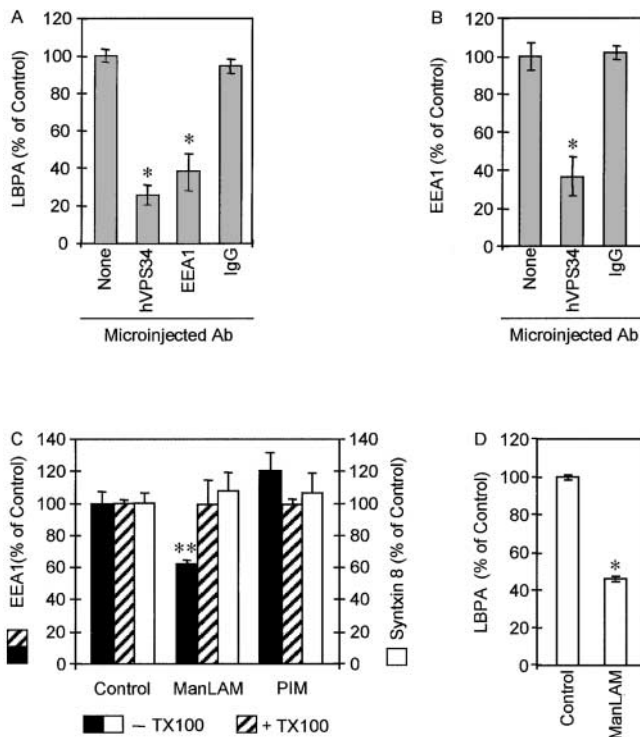 A
LBPA (% of Control)
120
100
80
60
40
20
0
*
*
None
hVPS34
EEA1
IgG
Microinjected Ab
B
EEA1 (% of Control)
120
100
80
60
40
20
0
*
None
hVPS34
IgG
Microinjected Ab
C
EEA1(% of Control)
140
120
100
80
60
40
20
0
**
Control
ManLAM
PIM
140
120
100
80
60
40
20
0
Syntxin 8 (% of Control)
– TX100
+ TX100
D
LBPA (% of Control)
120
100
80
60
40
20
0
*
Control
ManLAM